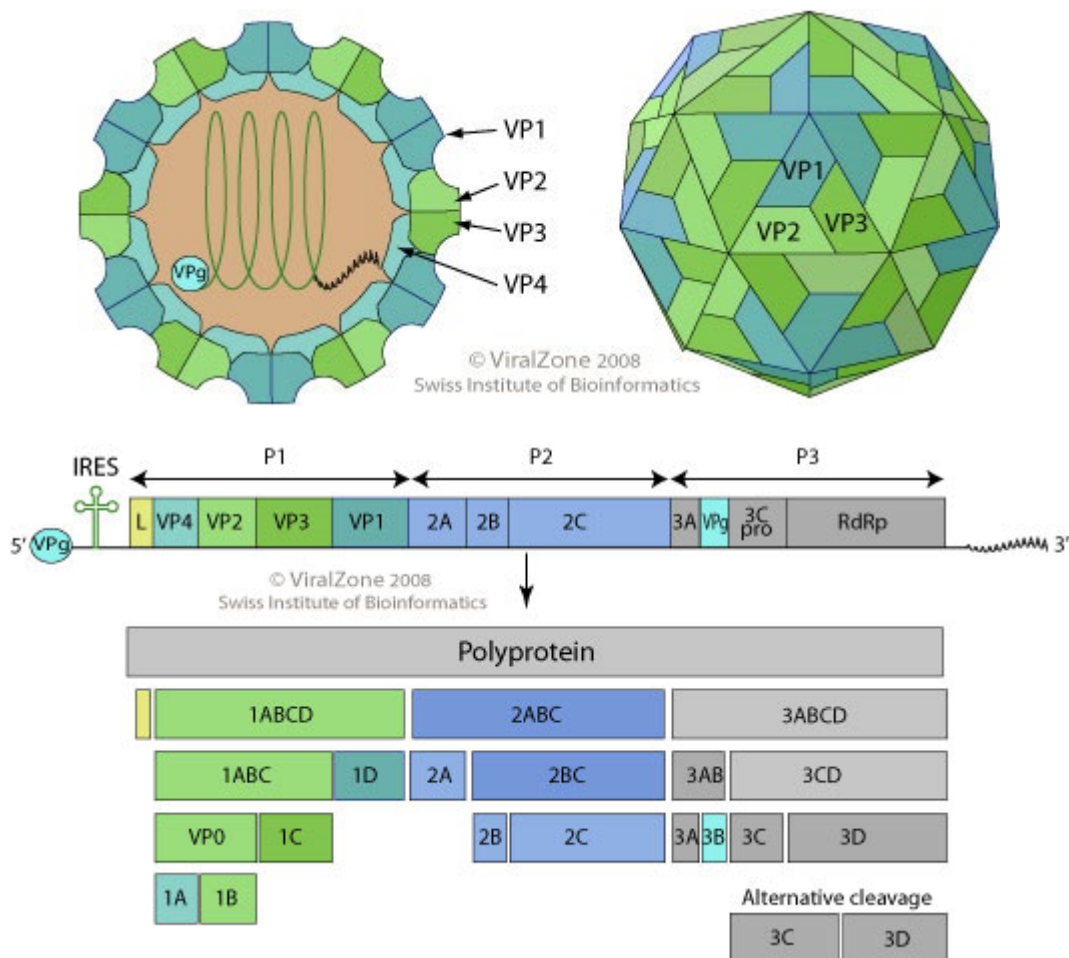 VP1
VP2
VP3
VP4
VPg
VP1
VP2 VP3
© ViralZone 2008
Swiss Institute of Bioinformatics
IRES P1 P2 P3
L VP4 VP2 VP3 VP1 2A 2B 2C 3A VPg 3C pro RdRp
5' VPg 3'
© ViralZone 2008
Swiss Institute of Bioinformatics
Polyprotein
1ABCD 2ABC 3ABCD
1ABC 1D 2A 2BC 3AB 3CD
VP0 1C 2B 2C 3A 3B 3C 3D
1A 1B
Alternative cleavage
3C 3D